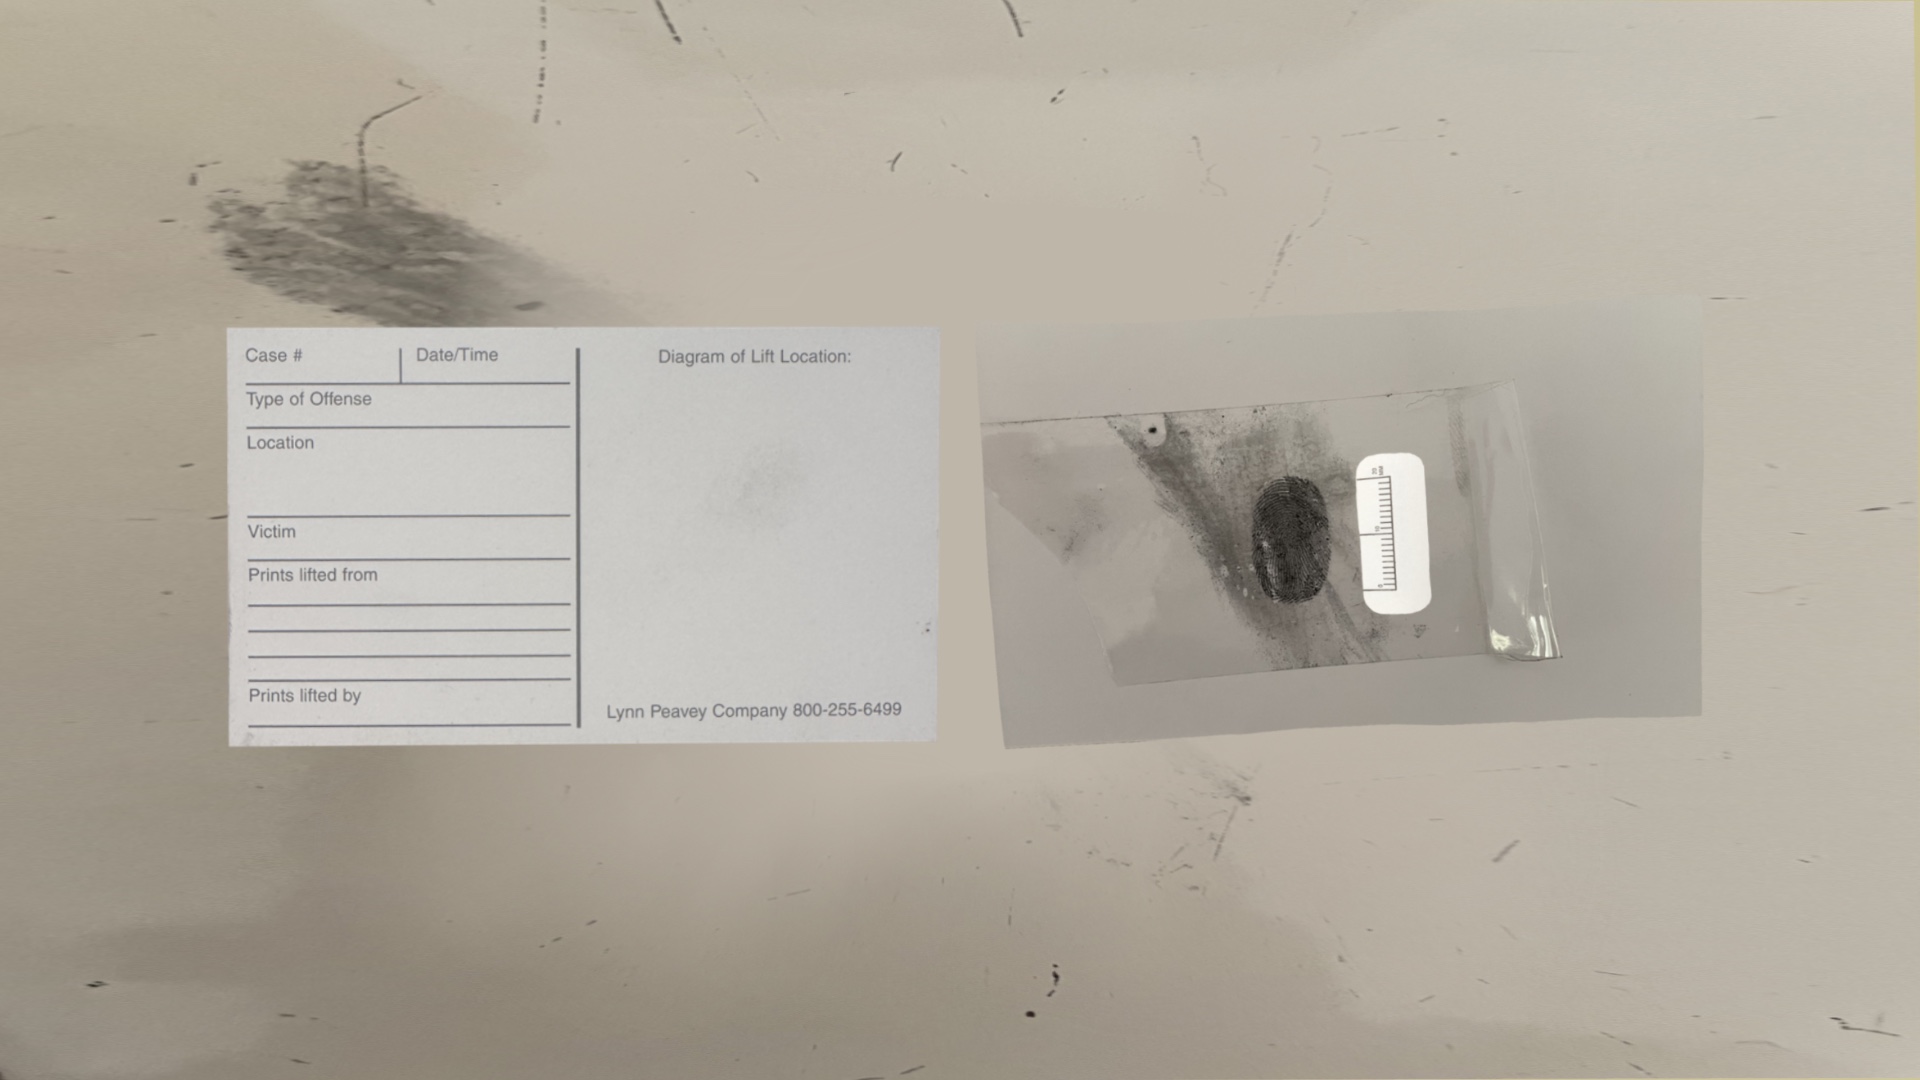 Case #
Date/Time
Type of Offense
Location
Victim
Prints lifted from
Prints lifted by
Diagram of Lift Location:
Lynn Peavey Company 800-255-6499